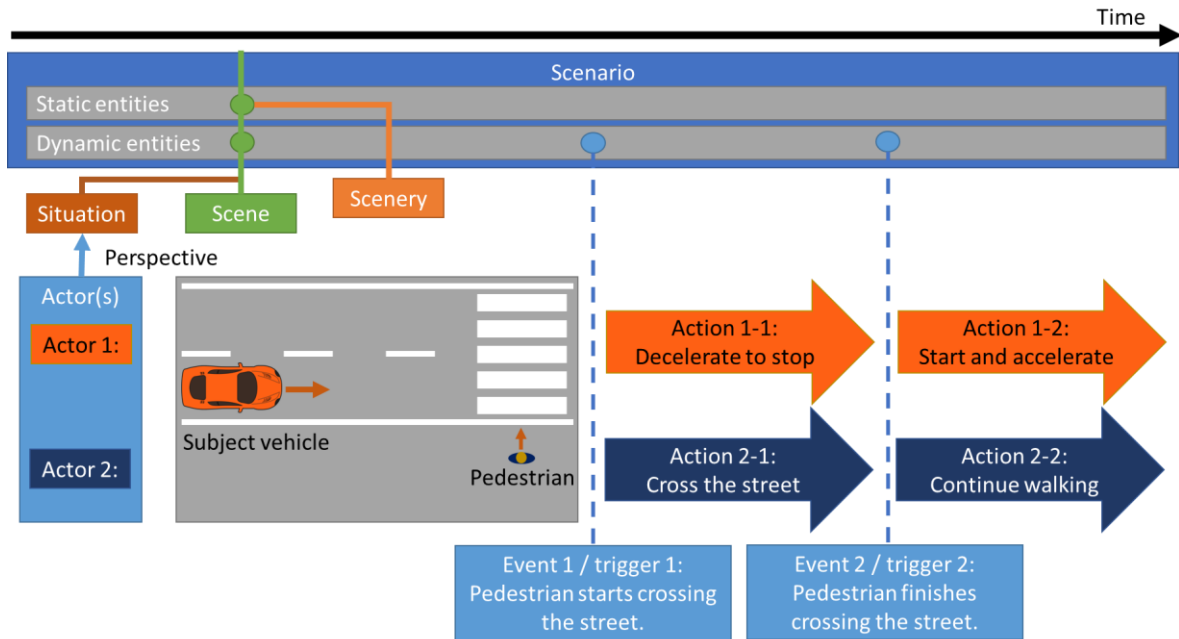 Time
Scenario
Static entities
Dynamic entities
Situation
Scene
Scenery
Perspective
Actor(s)
Actor 1:
Actor 2:
Subject vehicle
Pedestrian
Action 1-1:
Decelerate to stop
Action 1-2:
Start and accelerate
Action 2-1:
Cross the street
Action 2-2:
Continue walking
Event 1 / trigger 1:
Pedestrian starts crossing
the street.
Event 2 / trigger 2:
Pedestrian finishes
crossing the street.